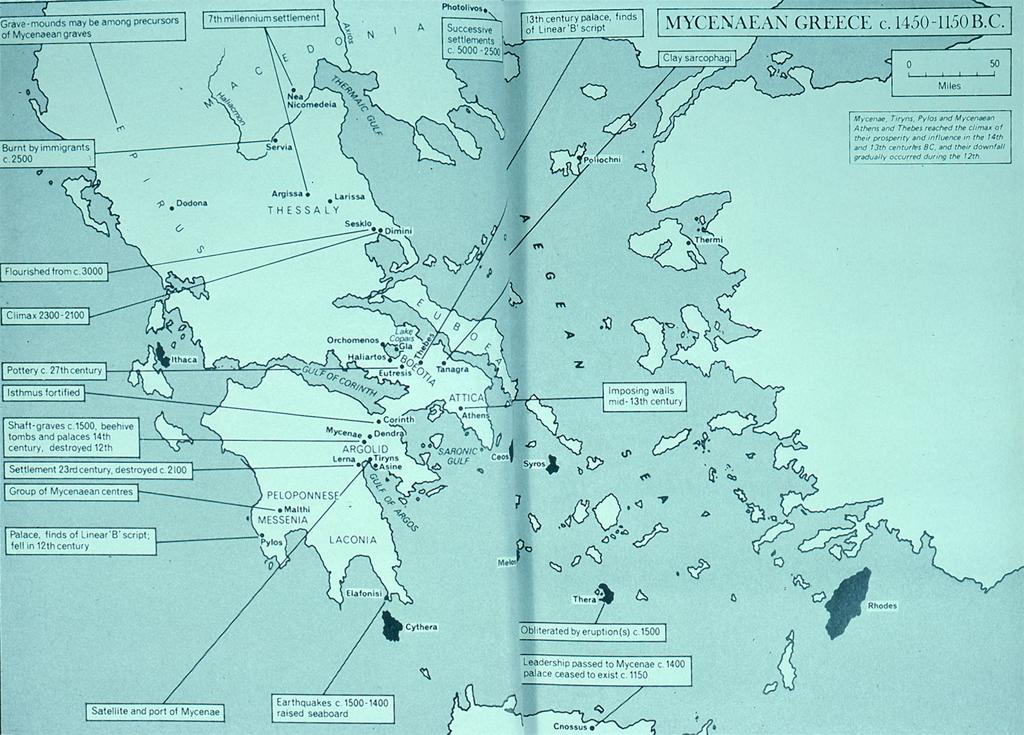 MYCENAEAN GREECE c.1450-1150 B.C.
0 50
Miles
Mycenae, Tiryns, Pylos and Mycenaean
Athens and Thebes reached the climax of
their prosperity and influence in the 14th
and 13th centuries BC, and their downfall
gradually occurred during the 12th.
Grave-mounds may be among precursors
of Mycenaean graves
7th millennium settlement
Photolivos
Successive
settlements
c. 5000-2500
13th century palace, finds
of Linear 'B' script
Clay sarcophagi
MACEDONIA
Axios
Haliacmon
Nea
Nicomedeia
THERMAIC GULF
EPIRUS
Burnt by immigrants
c.2500
Servia
Poliochni
Argissa
Larissa
THESSALY
Dodona
Sesklo
Dimini
Thermi
AEGEAN
SEA
Flourished from c.3000
Climax 2300-2100
EUBOEA
Lake
Copais
Orchomenos
Gla
Haliartos
Thebes
BOEOTIA
Eutresis
Tanagra
Ithaca
Pottery c. 27th century
GULF OF CORINTH
Isthmus fortified
ATTICA
Athens
Imposing walls
mid-13th century
Corinth
Shaft-graves c.1500, beehive
tombs and palaces 14th
century, destroyed 12th
Mycenae
Dendra
ARGOLID
SARONIC
GULF
Ceos
Syros
Settlement 23rd century, destroyed c.2100
Lerna
Tiryns
Asine
GULF OF ARGOS
Group of Mycenaean centres
PELOPONNESE
Malthi
MESSENIA
Palace, finds of Linear 'B' script;
fell in 12th century
Pylos
LACONIA
Melos
Elafonisi
Thera
Rhodes
Cythera
Obliterated by eruption(s) c.1500
Leadership passed to Mycenae c.1400
palace ceased to exist c.1150
Satellite and port of Mycenae
Earthquakes c.1500-1400
raised seaboard
Cnossus